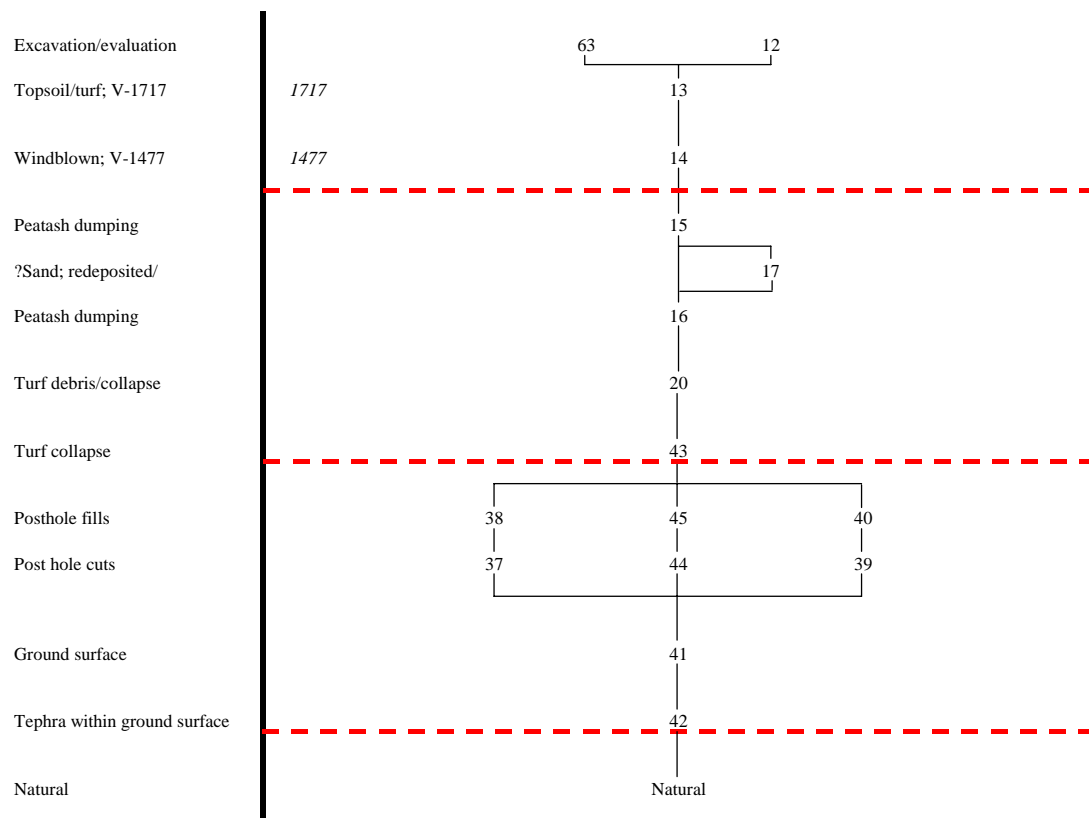 Excavation/evaluation 63 12
Topsoil/turf; V-1717 1717 13
Windblown; V-1477 1477 14
Peatash dumping 15
?Sand; redeposited/ 17
Peatash dumping 16
Turf debris/collapse 20
Turf collapse 43
Posthole fills 38 45 40
Post hole cuts 37 44 39
Ground surface 41
Tephra within ground surface 42
Natural Natural